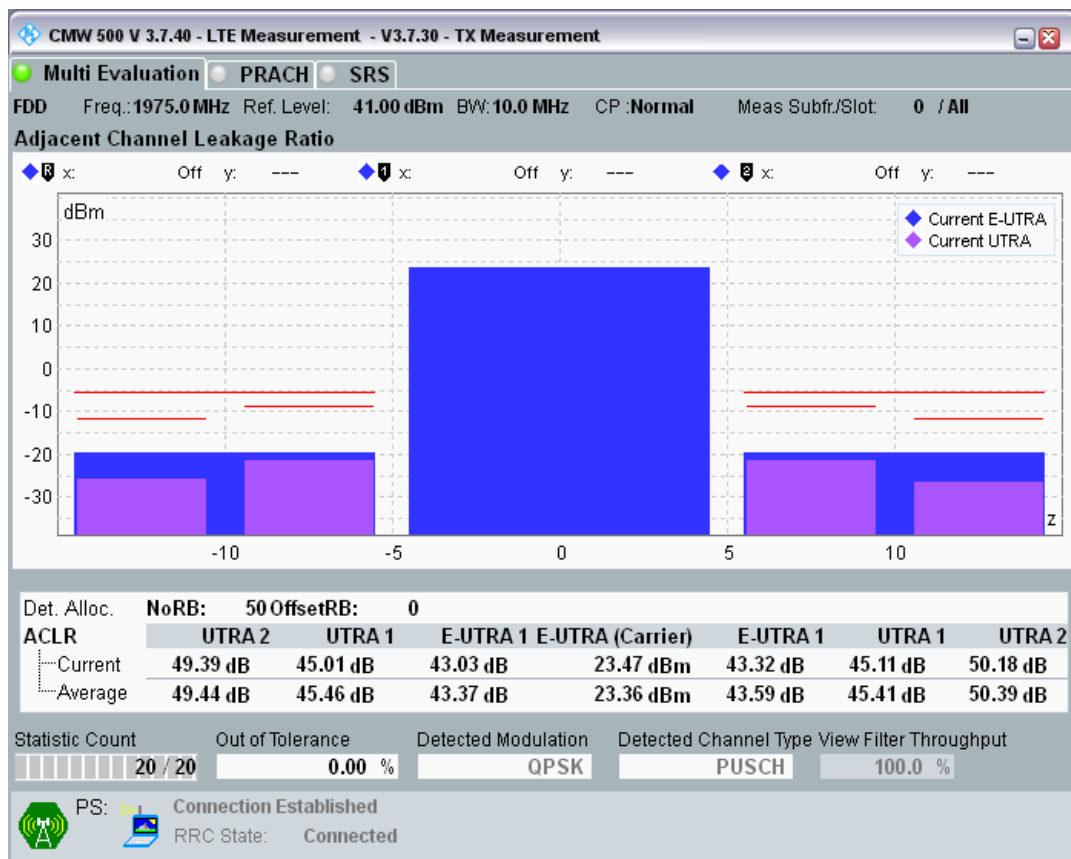 CMW 500 V 3.7.40 - LTE Measurement - V3.7.30 - TX Measurement
Multi Evaluation PRACH SRS
FDD Freq.: 1975.0 MHz Ref. Level: 41.00 dBm BW: 10.0 MHz CP :Normal Meas Subfr./Slot: 0 / All
Adjacent Channel Leakage Ratio
R x: Off y: --- 1 x: Off y: --- 2 x: Off y: ---
dBm
Current E-UTRA
Current UTRA
30
20
10
0
-10
-20
-30
z
-10 -5 0 5 10
Det. Alloc. NoRB: 50 OffsetRB: 0
ACLR UTRA 2 UTRA 1 E-UTRA 1 E-UTRA (Carrier) E-UTRA 1 UTRA 1 UTRA 2
Current 49.39 dB 45.01 dB 43.03 dB 23.47 dBm 43.32 dB 45.11 dB 50.18 dB
Average 49.44 dB 45.46 dB 43.37 dB 23.36 dBm 43.59 dB 45.41 dB 50.39 dB
Statistic Count Out of Tolerance Detected Modulation Detected Channel Type View Filter Throughput
20 / 20 0.00 % QPSK PUSCH 100.0 %
PS: Connection Established
RRC State: Connected